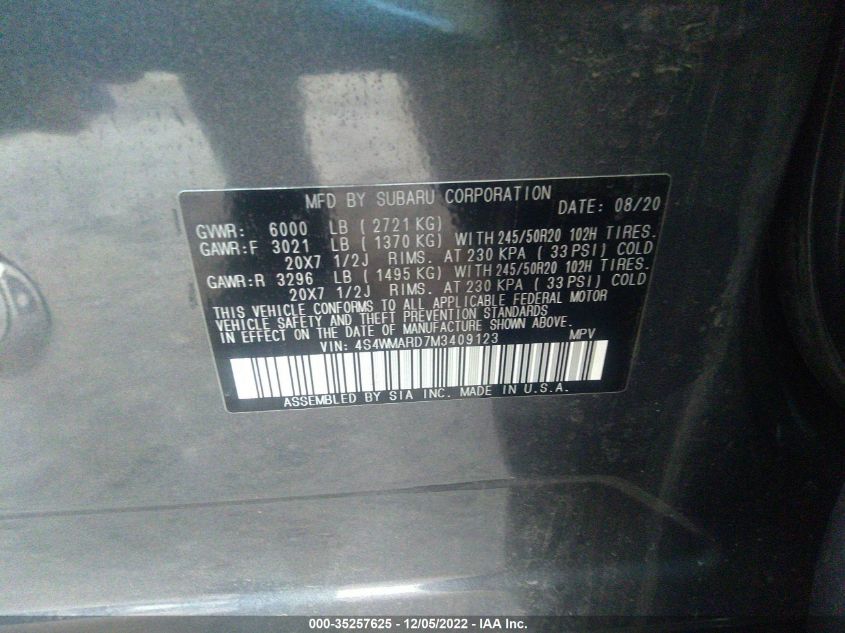 MFD BY SUBARU CORPORATION DATE: 08/20
GVWR: 6000 LB (2721 KG)
GAWR:F 3021 LB (1370 KG) WITH 245/50R20 102H TIRES.
20X7 1/2J RIMS. AT 230 KPA (33 PSI) COLD
GAWR:R 3296 LB (1495 KG) WITH 245/50R20 102H TIRES.
20X7 1/2J RIMS. AT 230 KPA (33 PSI) COLD
THIS VEHICLE CONFORMS TO ALL APPLICABLE FEDERAL MOTOR
VEHICLE SAFETY AND THEFT PREVENTION STANDARDS
IN EFFECT ON THE DATE OF MANUFACTURE SHOWN ABOVE.
VIN: 4S4WMARD7M3409123 MPV
ASSEMBLED BY SIA INC. MADE IN U.S.A.
000-35257625 - 12/05/2022 - IAA Inc.